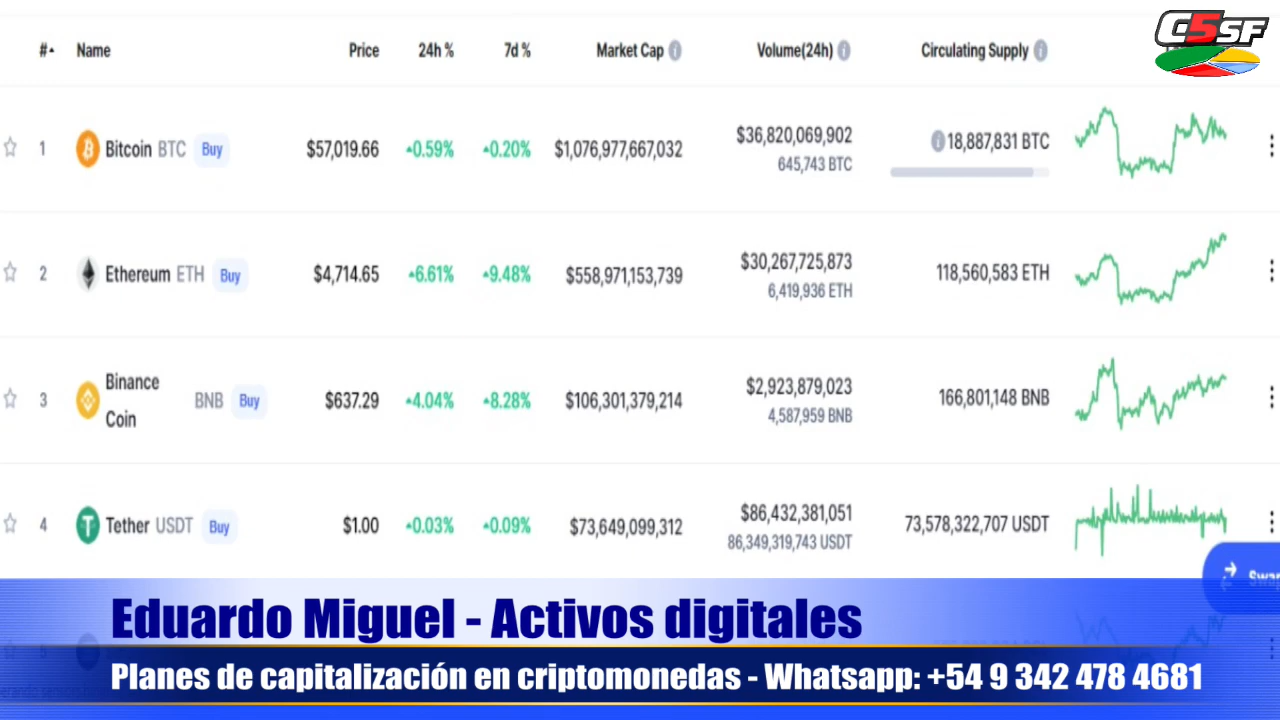 C5SF
# Name Price 24h % 7d % Market Cap Volume(24h) Circulating Supply
1 Bitcoin BTC Buy $57,019.66 0.59% 0.20% $1,076,977,667,032 $36,820,069,902 18,887,831 BTC
645,743 BTC
2 Ethereum ETH Buy $4,714.65 6.61% 9.48% $558,971,153,739 $30,267,725,873 118,560,583 ETH
6,419,936 ETH
3 Binance Coin BNB Buy $637.29 4.04% 8.28% $106,301,379,214 $2,923,879,023 166,801,148 BNB
4,587,959 BNB
4 Tether USDT Buy $1.00 0.03% 0.09% $73,649,099,312 $86,432,381,051 73,578,322,707 USDT
86,349,319,743 USDT
Eduardo Miguel - Activos digitales
Planes de capitalización en criptomonedas - Whatsapp: +54 9 342 478 4681